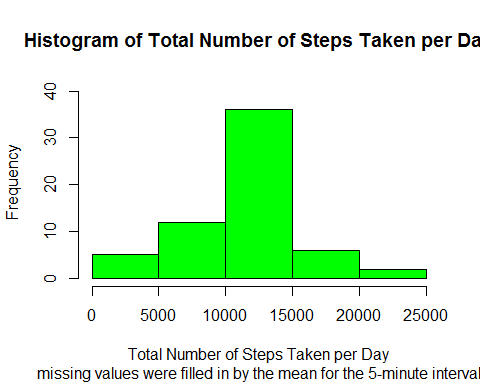 Histogram of Total Number of Steps Taken per Da
Frequency
40
30
20
10
0
0 5000 10000 15000 20000 25000
Total Number of Steps Taken per Day
missing values were filled in by the mean for the 5-minute interval